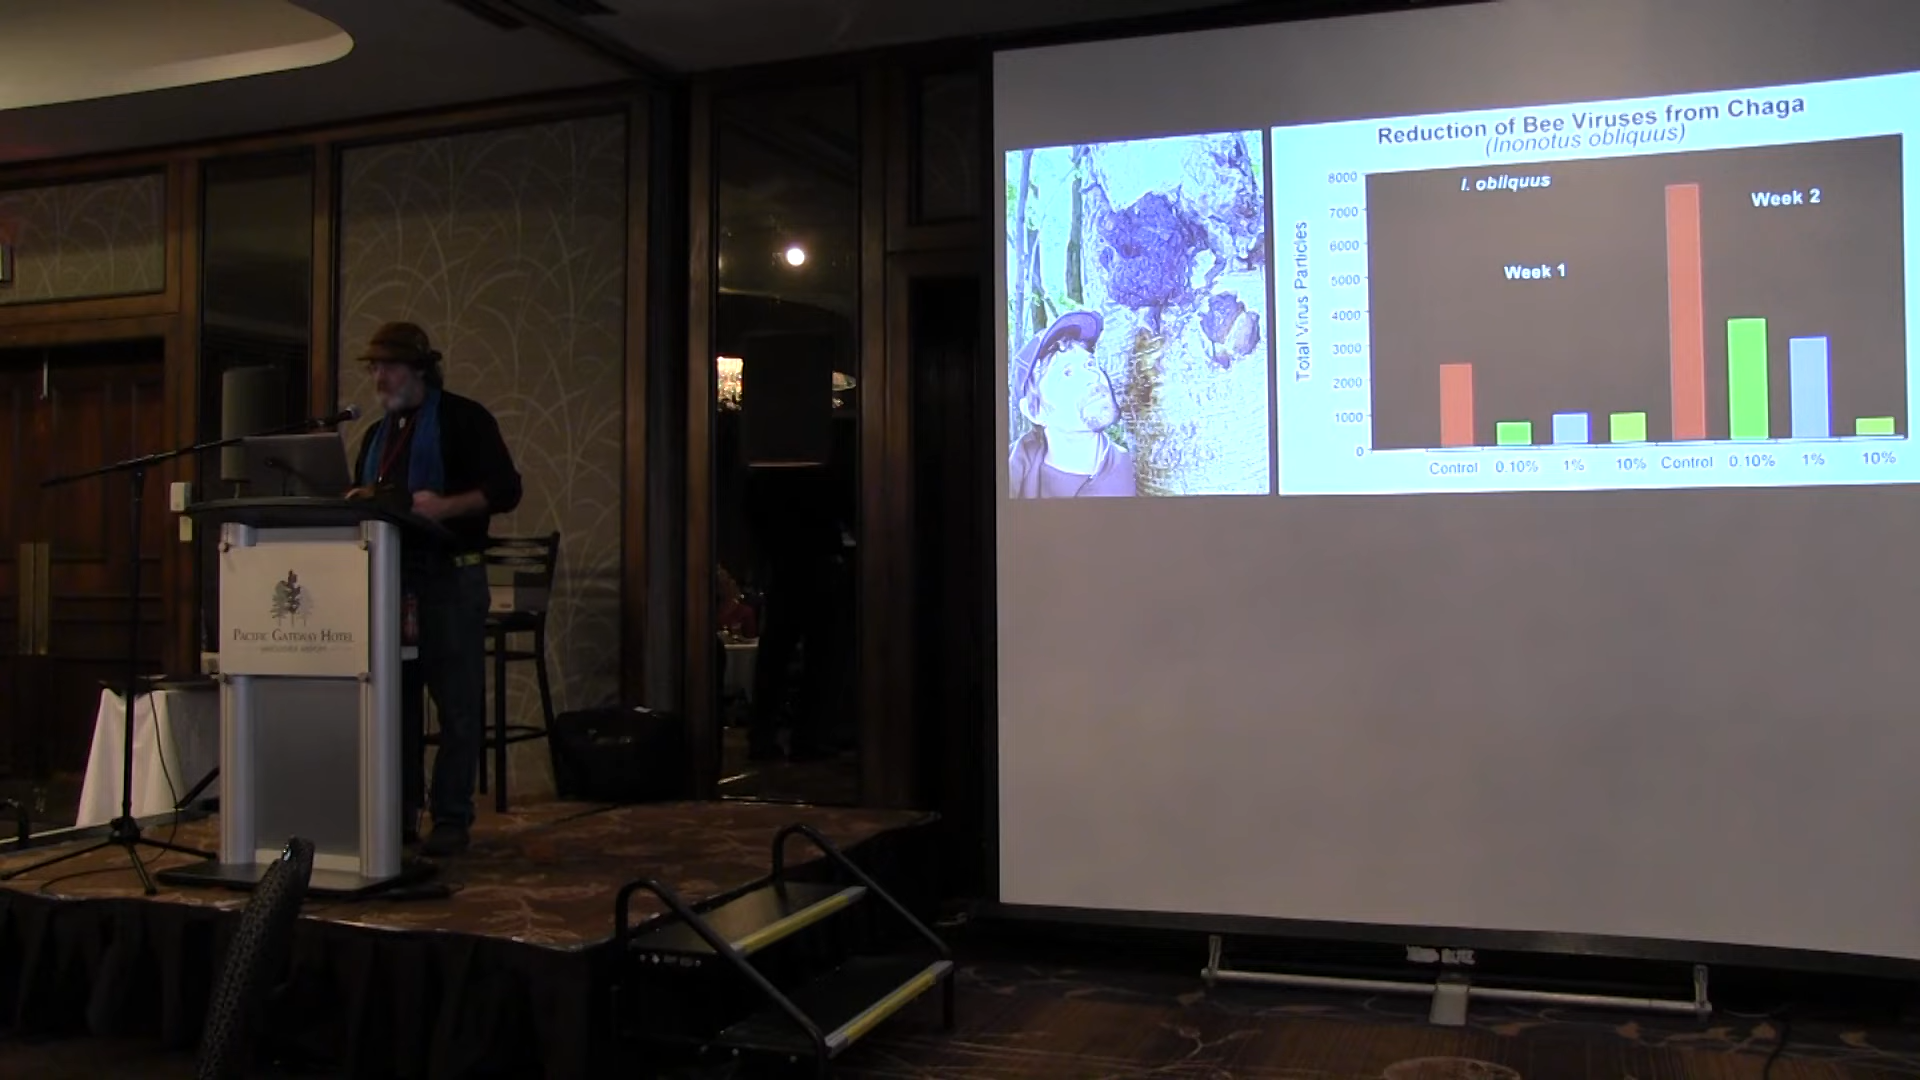 Reduction of Bee Viruses from Chaga
(Inonotus obliquus)
I. obliquus
Week 1
Week 2
Total Virus Particles
8000
7000
6000
5000
4000
3000
2000
1000
0
Control 0.10% 1% 10% Control 0.10% 1% 10%
PACIFIC GATEWAY HOTEL